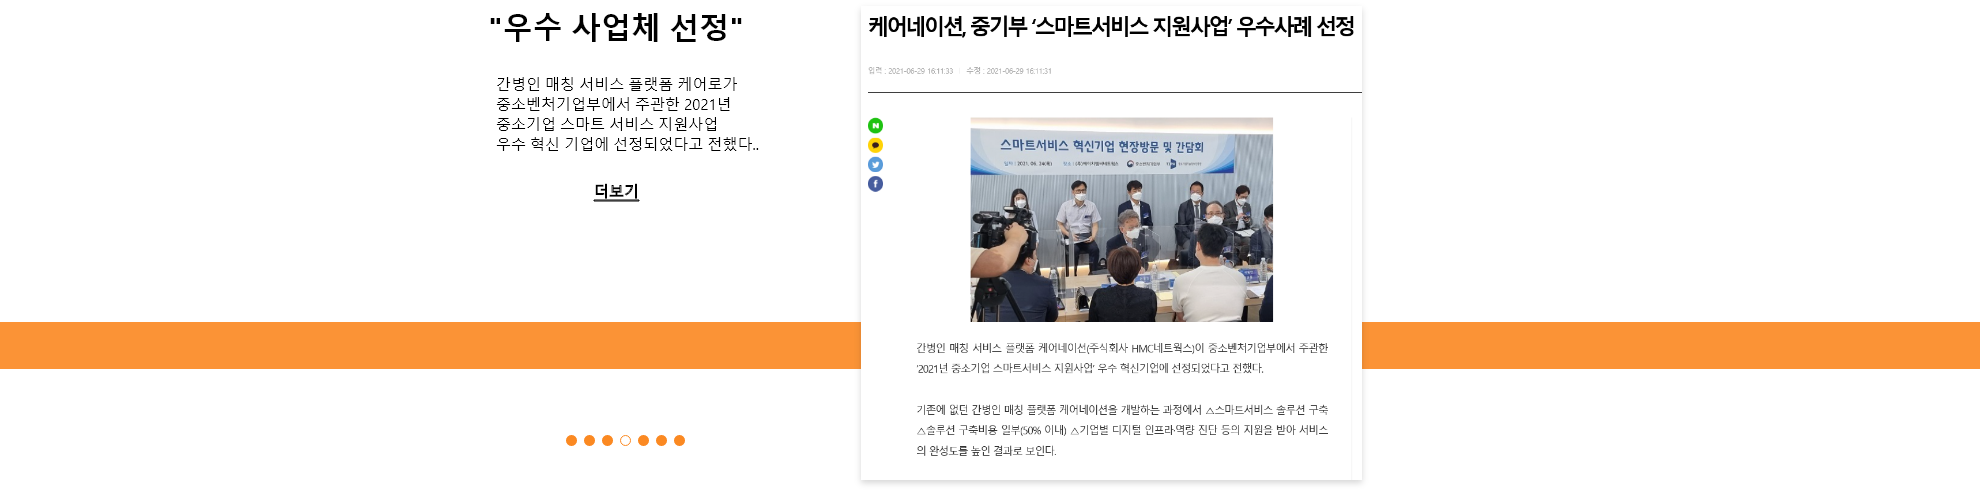 "우수 사업체 선정"
간병인 매칭 서비스 플랫폼 케어로가
중소벤처기업부에서 주관한 2021년
중소기업 스마트 서비스 지원사업
우수 혁신 기업에 선정되었다고 전했다..
더보기
케어네이션, 중기부 ‘스마트서비스 지원사업’ 우수사례 선정
입력 : 2021-06-29 16:11:33 | 수정 : 2021-06-29 16:11:31
스마트서비스 혁신기업 현장방문 및 간담회
간병인 매칭 서비스 플랫폼 케어네이션(주식회사 HMC네트웍스)이 중소벤처기업부에서 주관한
'2021년 중소기업 스마트서비스 지원사업' 우수 혁신기업에 선정되었다고 전했다.
기존에 없던 간병인 매칭 플랫폼 케어네이션을 개발하는 과정에서 △스마트서비스 솔루션 구축
△솔루션 구축비용 일부(50% 이내) △기업별 디지털 인프라·역량 진단 등의 지원을 받아 서비스
의 완성도를 높인 결과로 보인다.